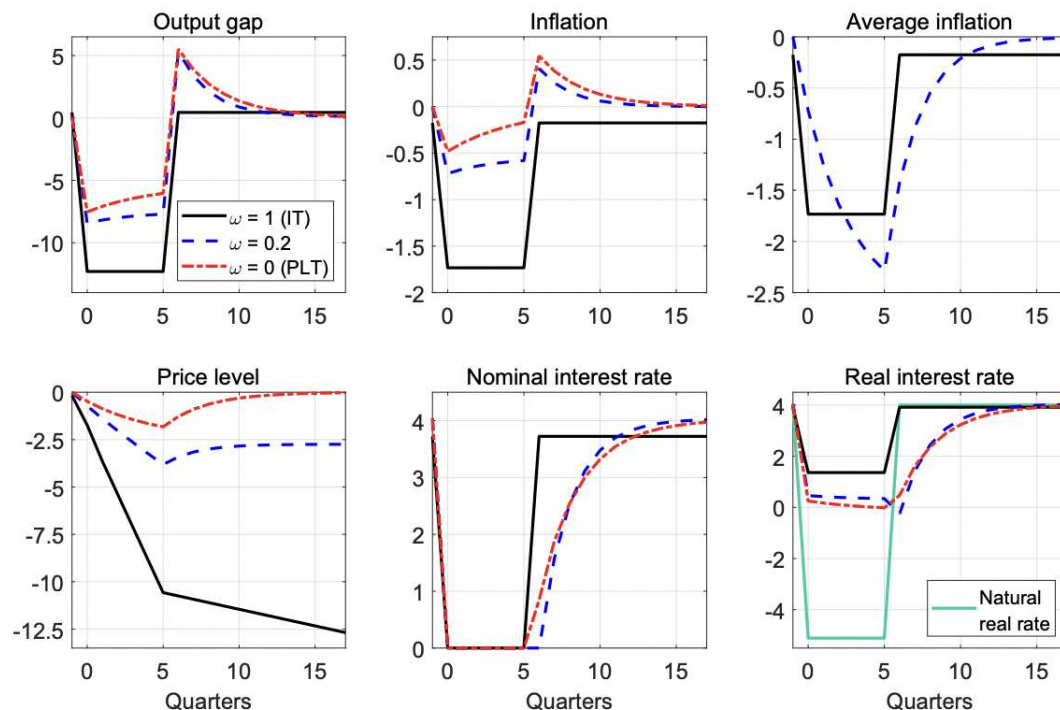 Output gap
5
0
-5
-10
0 5 10 15
ω = 1 (IT)
ω = 0.2
ω = 0 (PLT)
Inflation
0.5
0
-0.5
-1
-1.5
-2
0 5 10 15
Average inflation
0
-0.5
-1
-1.5
-2
-2.5
0 5 10 15
Price level
0
-2.5
-5
-7.5
-10
-12.5
0 5 10 15
Quarters
Nominal interest rate
4
3
2
1
0
0 5 10 15
Quarters
Real interest rate
4
2
0
-2
-4
0 5 10 15
Natural
real rate
Quarters